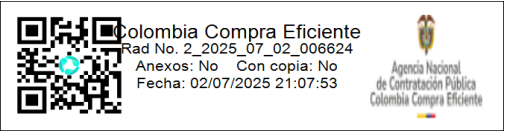 Colombia Compra Eficiente
Rad No. 2_2025_07_02_006624
Anexos: No    Con copia: No
Fecha: 02/07/2025 21:07:53
Agencia Nacional
de Contratación Pública
Colombia Compra Eficiente